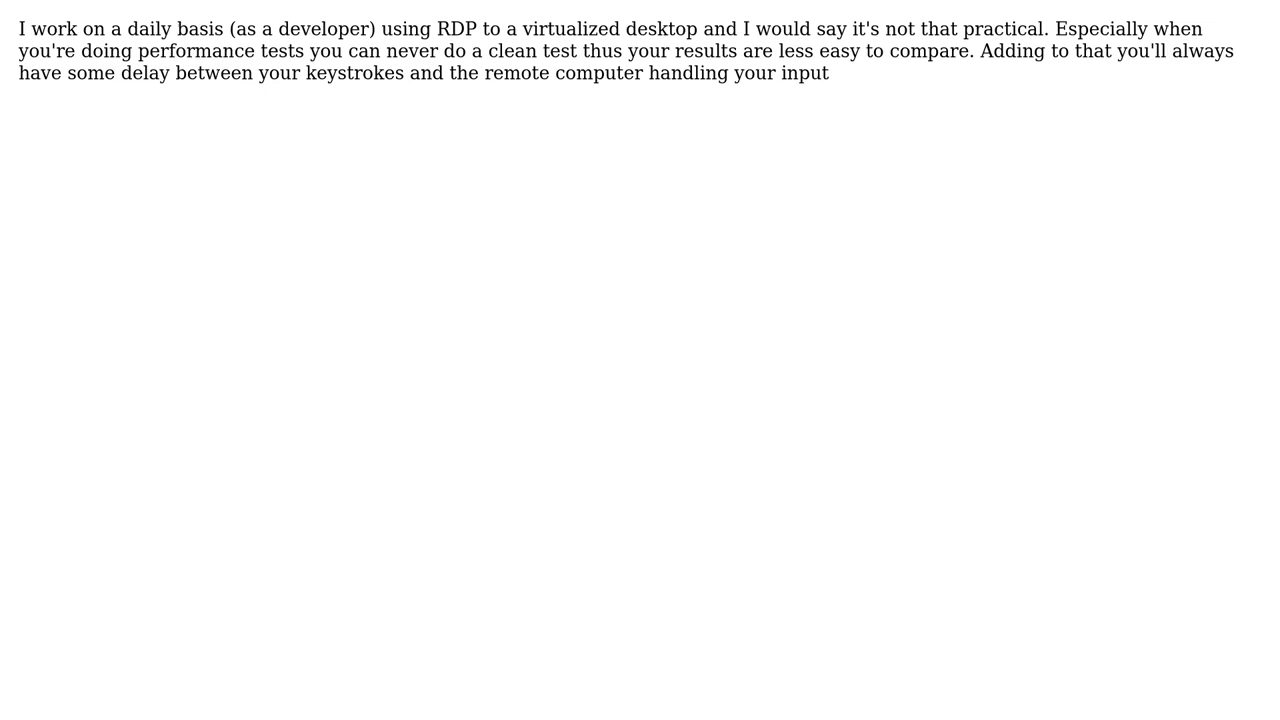 I work on a daily basis (as a developer) using RDP to a virtualized desktop and I would say it's not that practical. Especially when
you're doing performance tests you can never do a clean test thus your results are less easy to compare. Adding to that you'll always
have some delay between your keystrokes and the remote computer handling your input